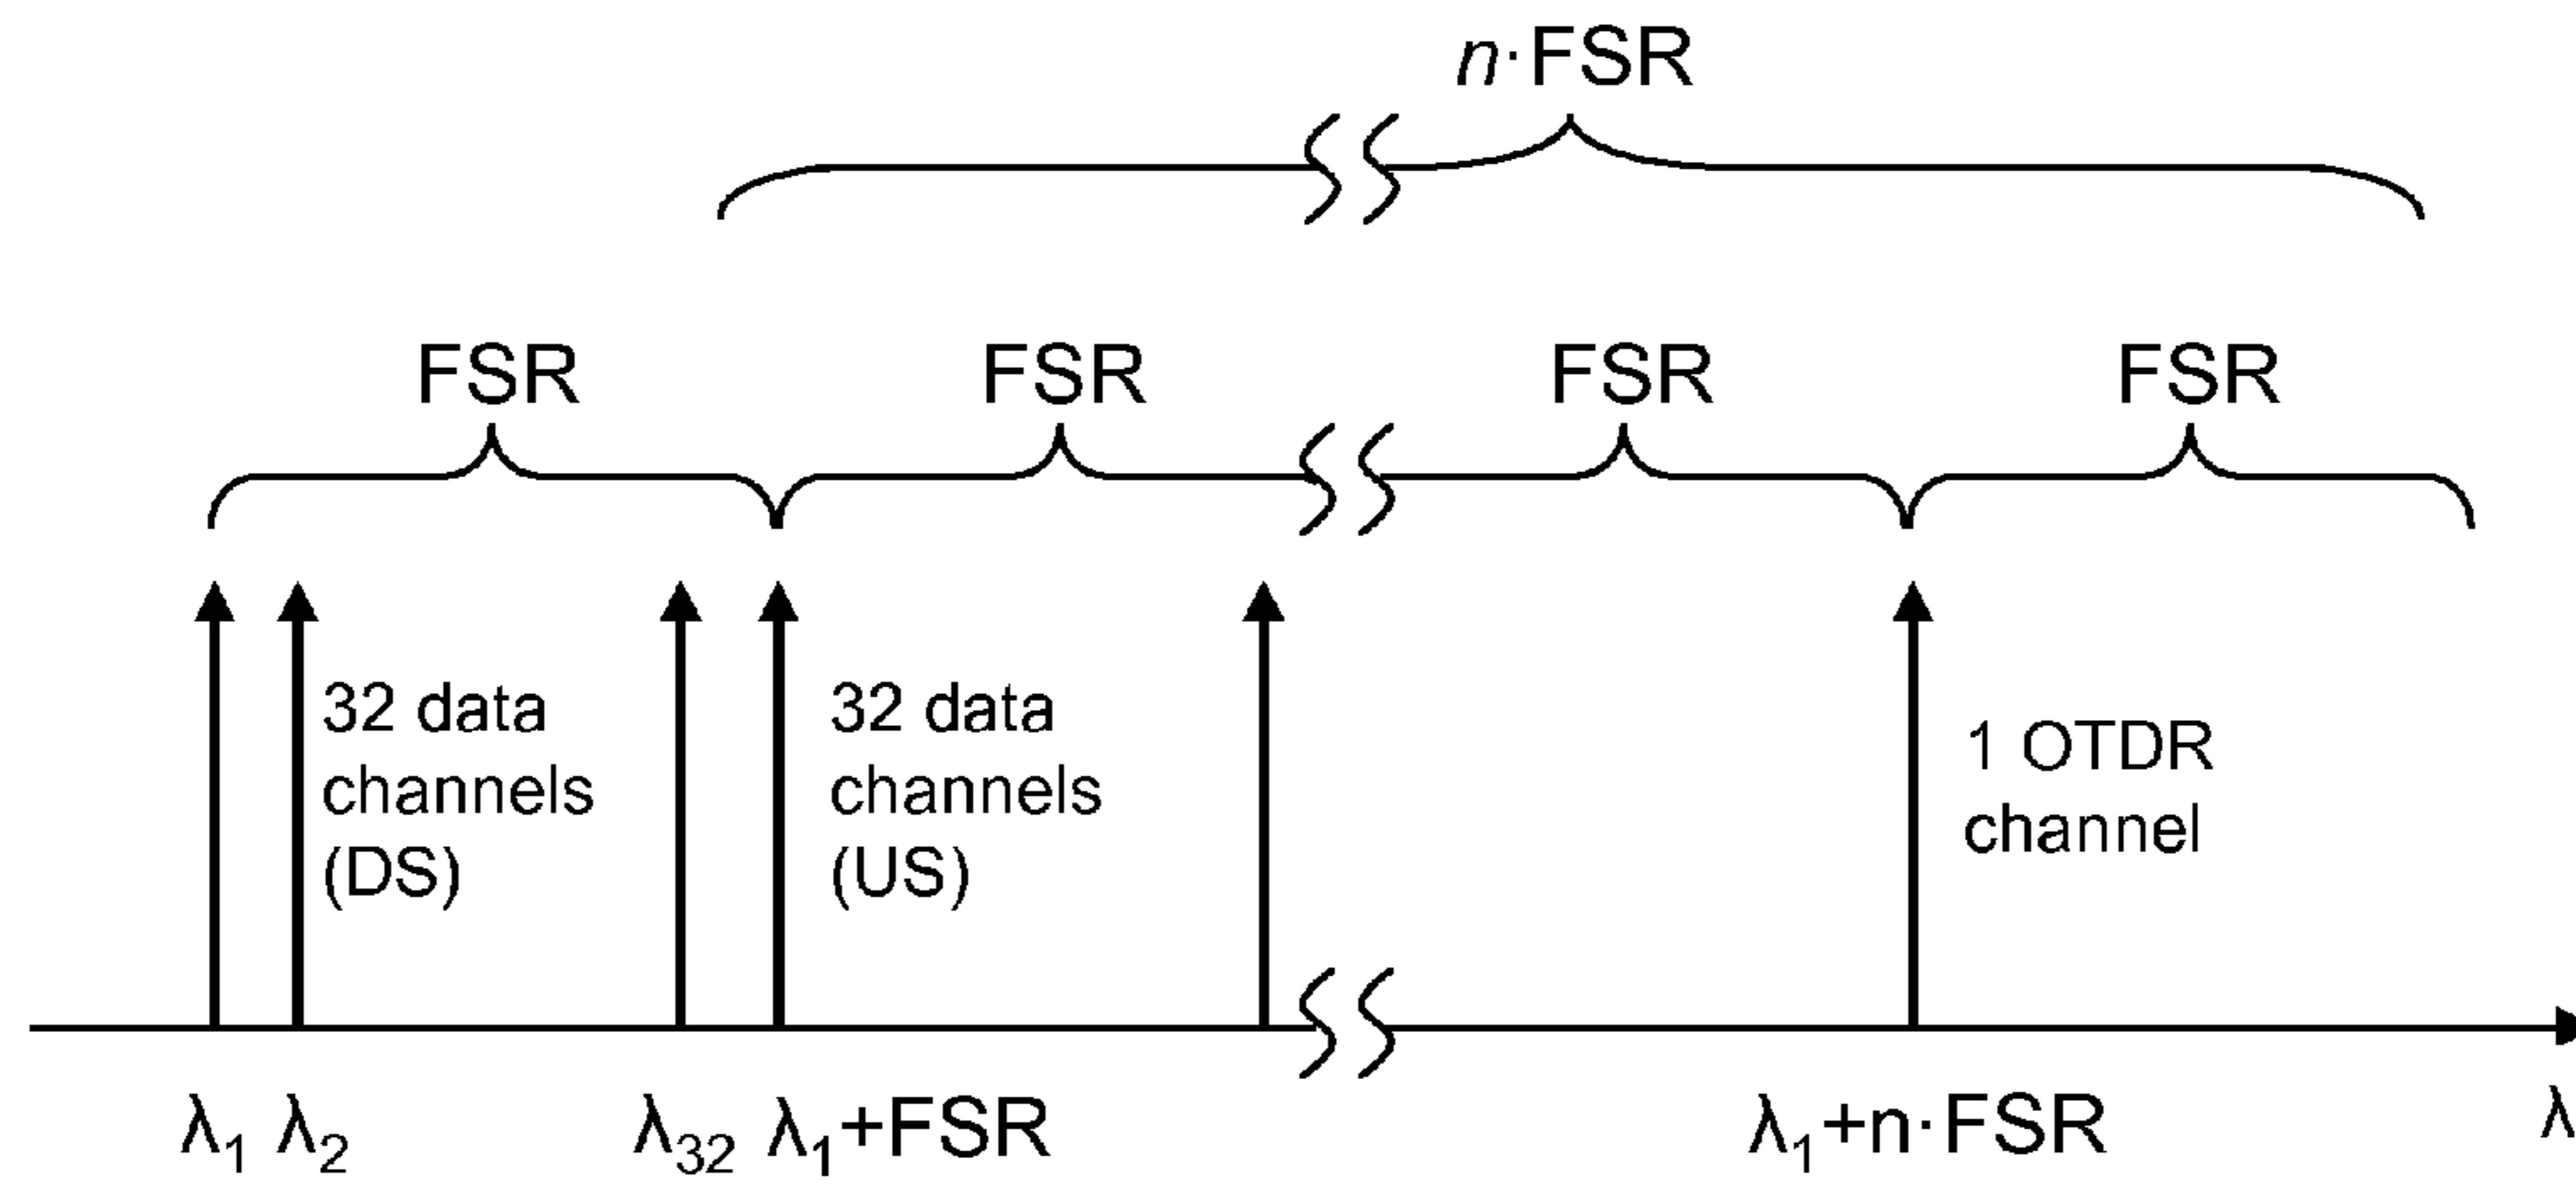 n·FSR
FSR FSR FSR FSR
32 data
channels
(DS)
32 data
channels
(US)
1 OTDR
channel
λ1 λ2 λ32 λ1+FSR λ1+n·FSR λ